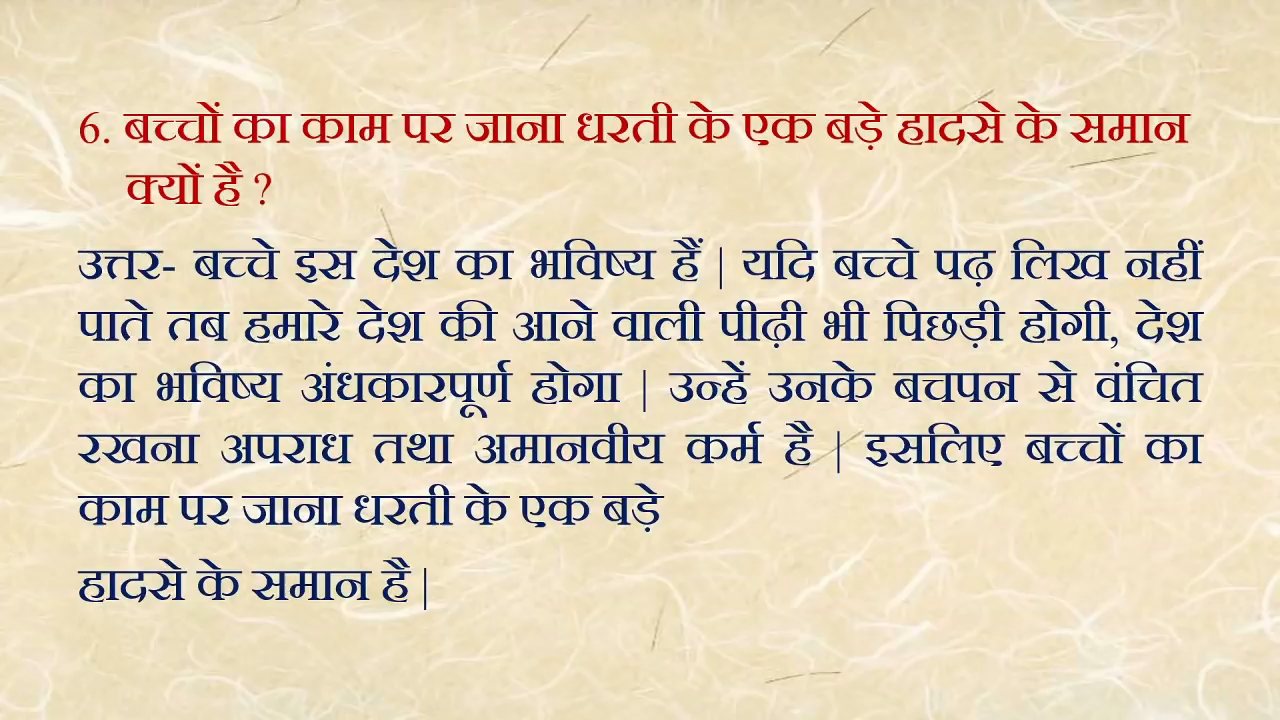 6. बच्चों का काम पर जाना धरती के एक बड़े हादसे के समान
क्यों है ?
उत्तर- बच्चे इस देश का भविष्य हैं | यदि बच्चे पढ़ लिख नहीं
पाते तब हमारे देश की आने वाली पीढ़ी भी पिछड़ी होगी, देश
का भविष्य अंधकारपूर्ण होगा | उन्हें उनके बचपन से वंचित
रखना अपराध तथा अमानवीय कर्म है | इसलिए बच्चों का
काम पर जाना धरती के एक बड़े
हादसे के समान है |